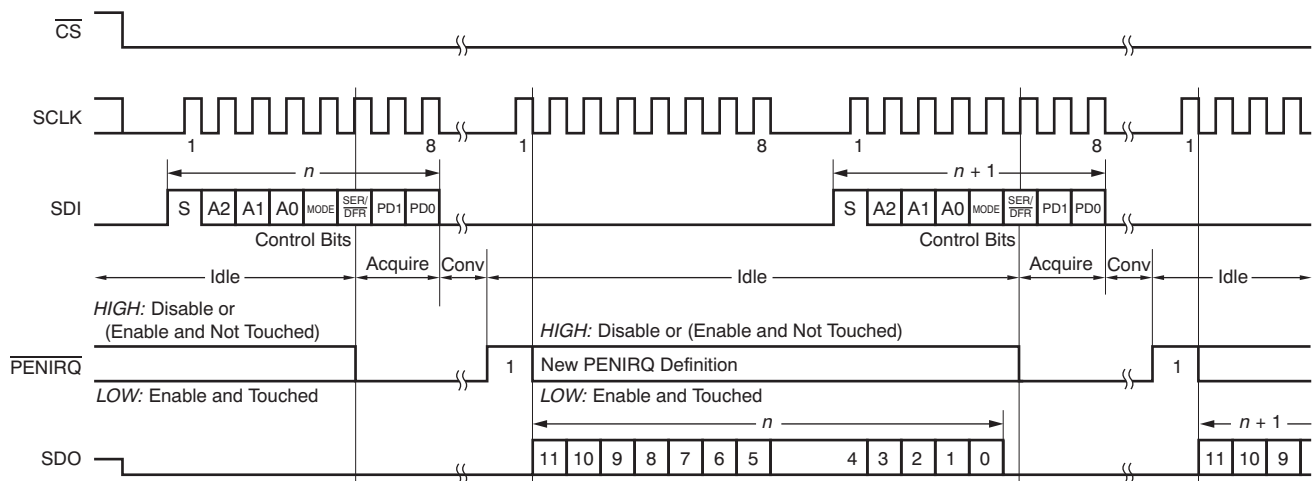 CS
SCLK
1 8 1 8 1 8 1
n n + 1
SDI S A2 A1 A0 MODE SER/DFR PD1 PD0 S A2 A1 A0 MODE SER/DFR PD1 PD0
Control Bits Control Bits
Idle Acquire Conv Idle Acquire Conv Idle
HIGH: Disable or
(Enable and Not Touched)
HIGH: Disable or (Enable and Not Touched)
PENIRQ 1 New PENIRQ Definition 1
LOW: Enable and Touched LOW: Enable and Touched
n n + 1
SDO 11 10 9 8 7 6 5 4 3 2 1 0 11 10 9